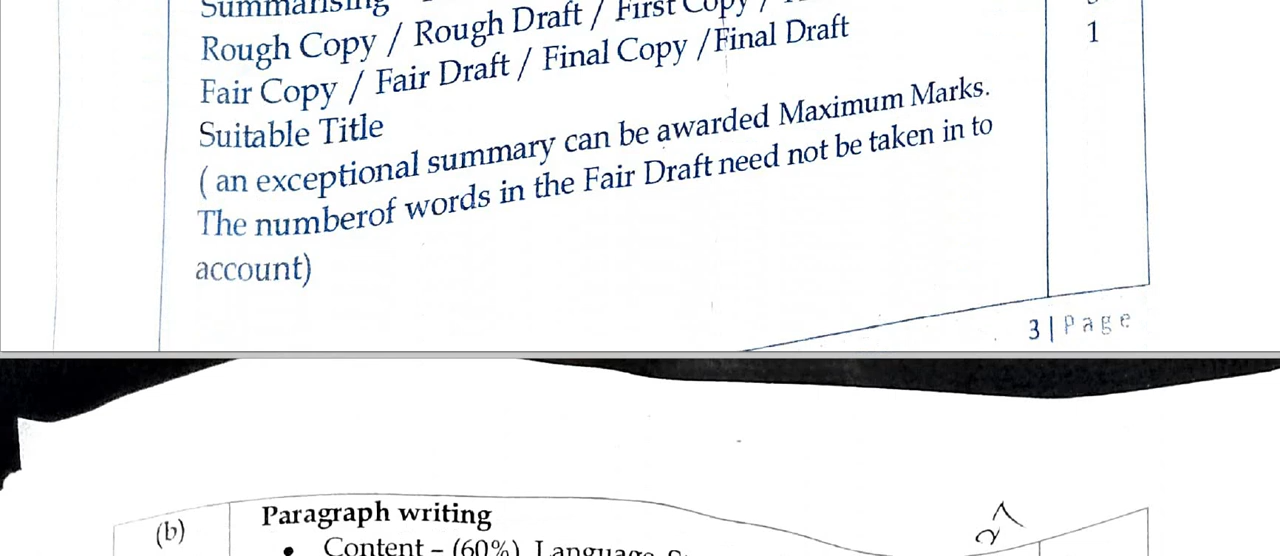 Summarising
Rough Copy / Rough Draft / First Copy /
Fair Copy / Fair Draft / Final Copy /Final Draft
1
Suitable Title
( an exceptional summary can be awarded Maximum Marks.
The numberof words in the Fair Draft need not be taken in to
account)
3 | Page
(b)
Paragraph writing
• Content – (60%) Language